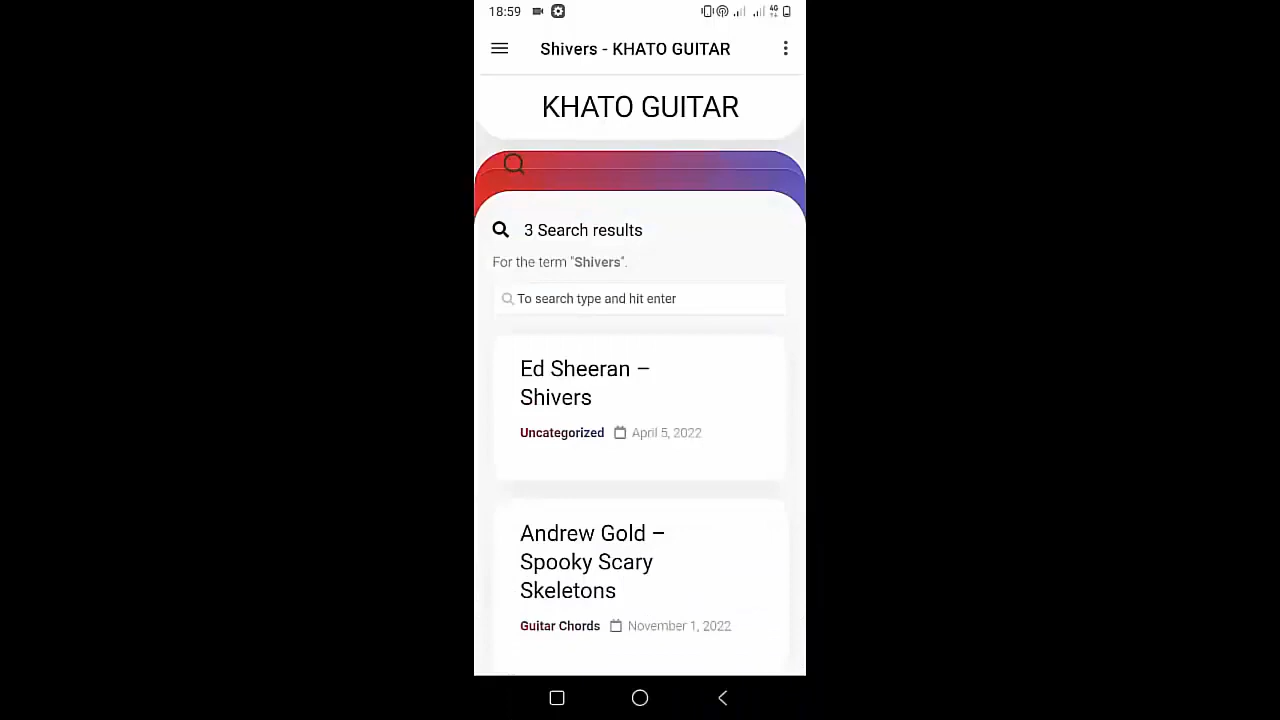 18:59
4G
Shivers - KHATO GUITAR
KHATO GUITAR
3 Search results
For the term "Shivers".
To search type and hit enter
Ed Sheeran –
Shivers
Uncategorized April 5, 2022
Andrew Gold –
Spooky Scary
Skeletons
Guitar Chords November 1, 2022